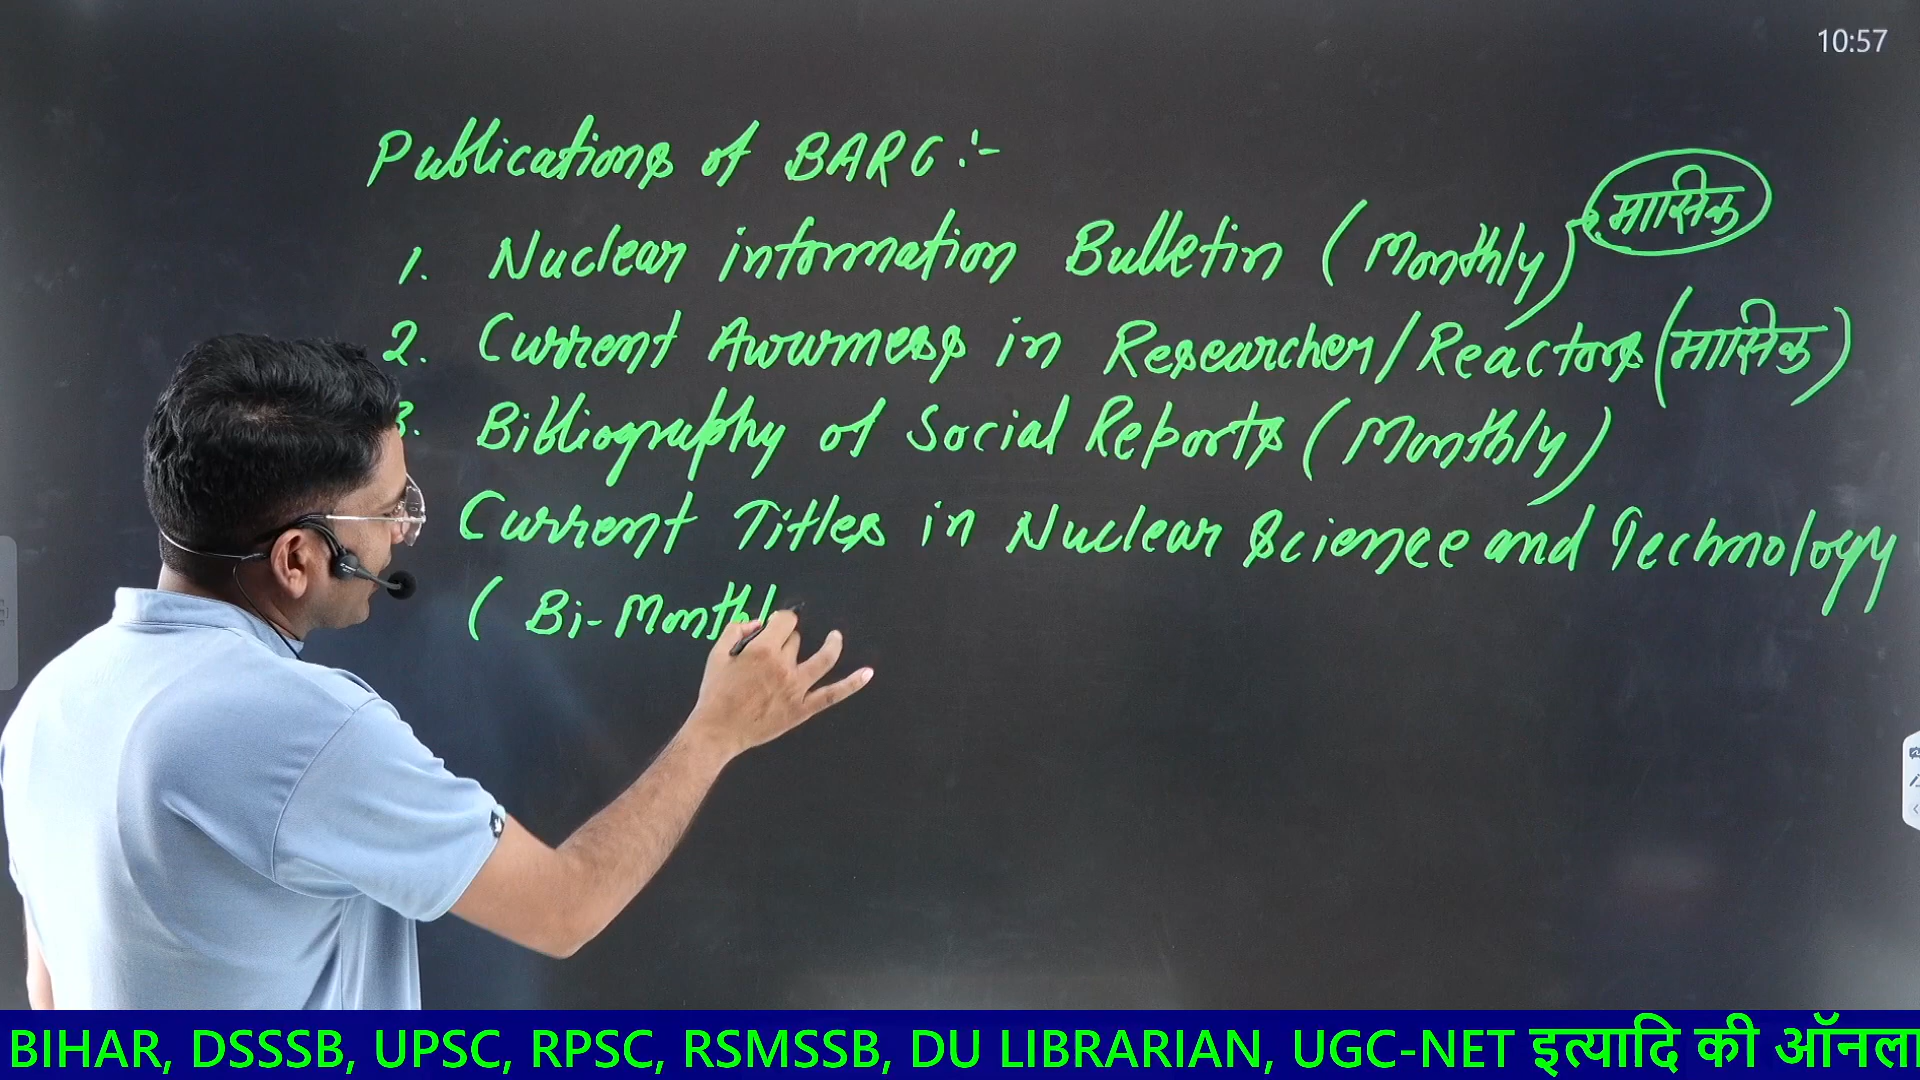 10:57
Publications of BARC :-
1. Nuclear information Bulletin (Monthly) मासिक
2. Current Awarness in Researcher/Reactors (मासिक)
3. Bibliography of Social Reports (Monthly)
Current Titles in Nuclear Science and Technology
( Bi-Monthl
BIHAR, DSSSB, UPSC, RPSC, RSMSSB, DU LIBRARIAN, UGC-NET इत्यादि की ऑनला